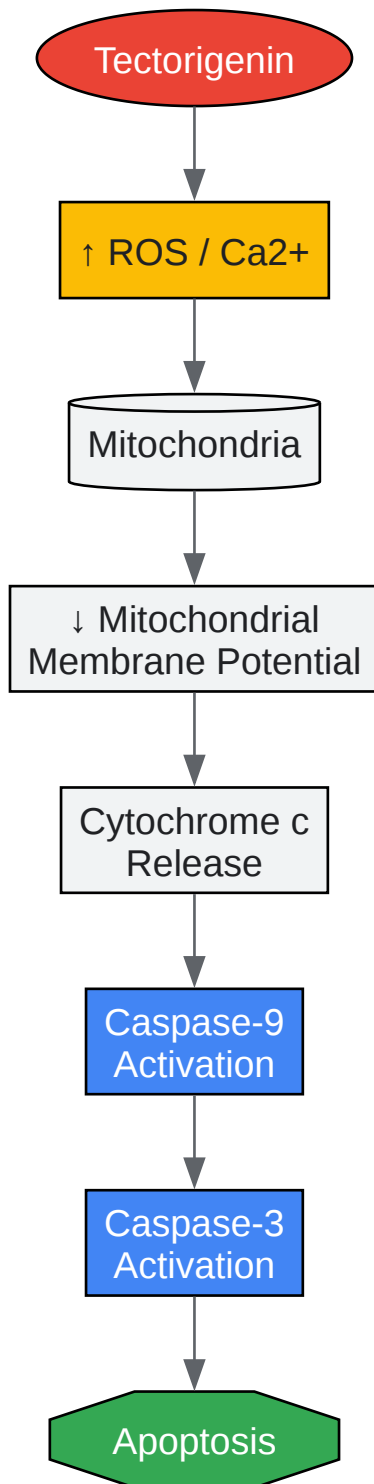 Tectorigenin
↑ ROS / Ca2+
Mitochondria
↓ Mitochondrial
Membrane Potential
Cytochrome c
Release
Caspase-9
Activation
Caspase-3
Activation
Apoptosis